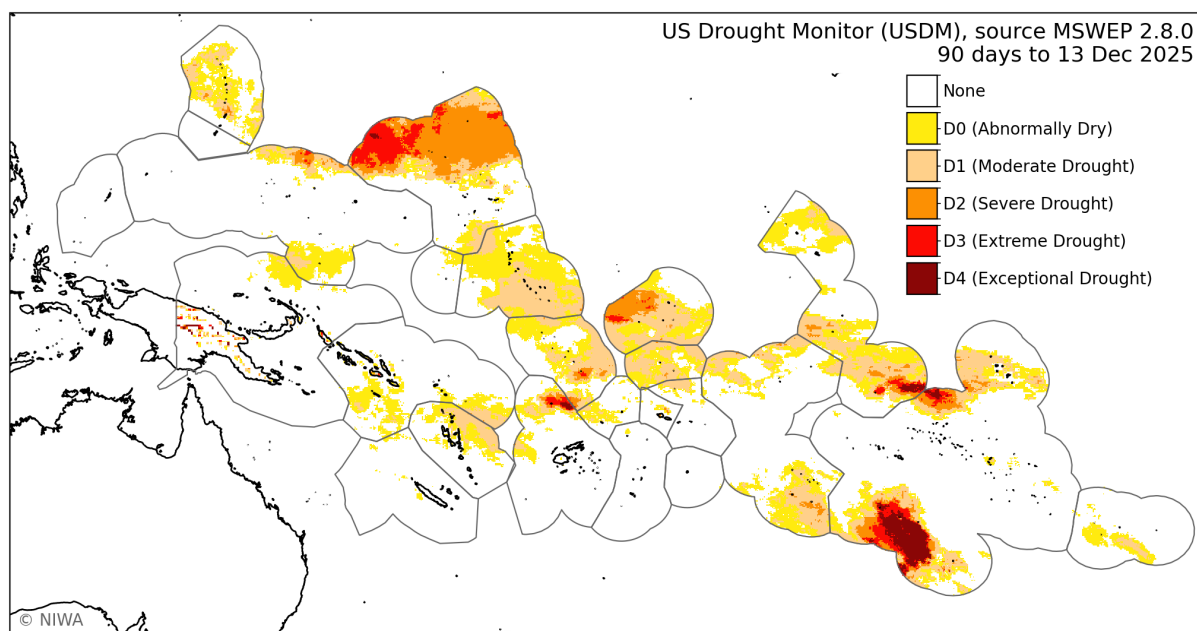 US Drought Monitor (USDM), source MSWEP 2.8.0
90 days to 13 Dec 2025
None
D0 (Abnormally Dry)
D1 (Moderate Drought)
D2 (Severe Drought)
D3 (Extreme Drought)
D4 (Exceptional Drought)
© NIWA